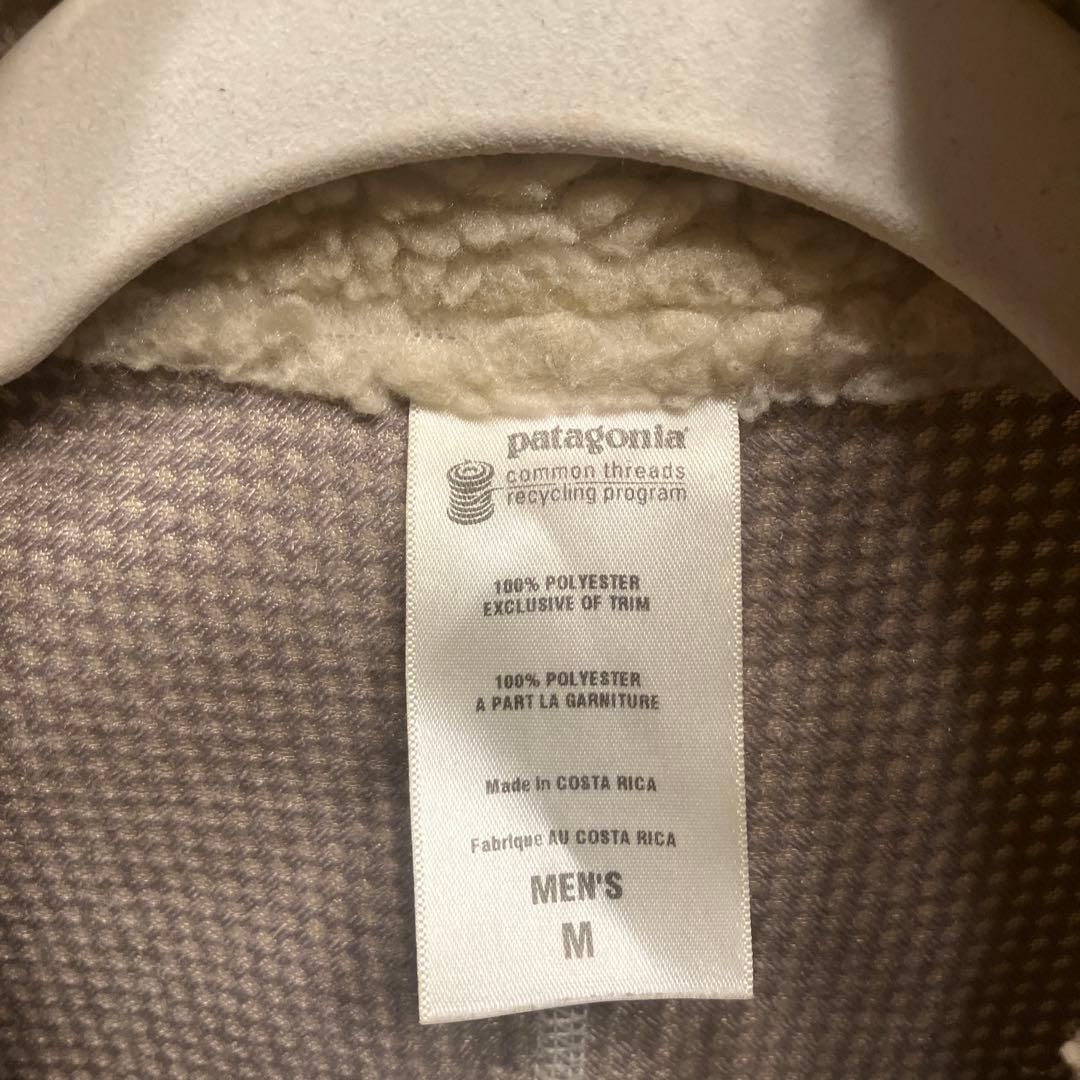 patagonia
common threads
recycling program
100% POLYESTER
EXCLUSIVE OF TRIM
100% POLYESTER
A PART LA GARNITURE
Made in COSTA RICA
Fabrique AU COSTA RICA
MEN'S
M